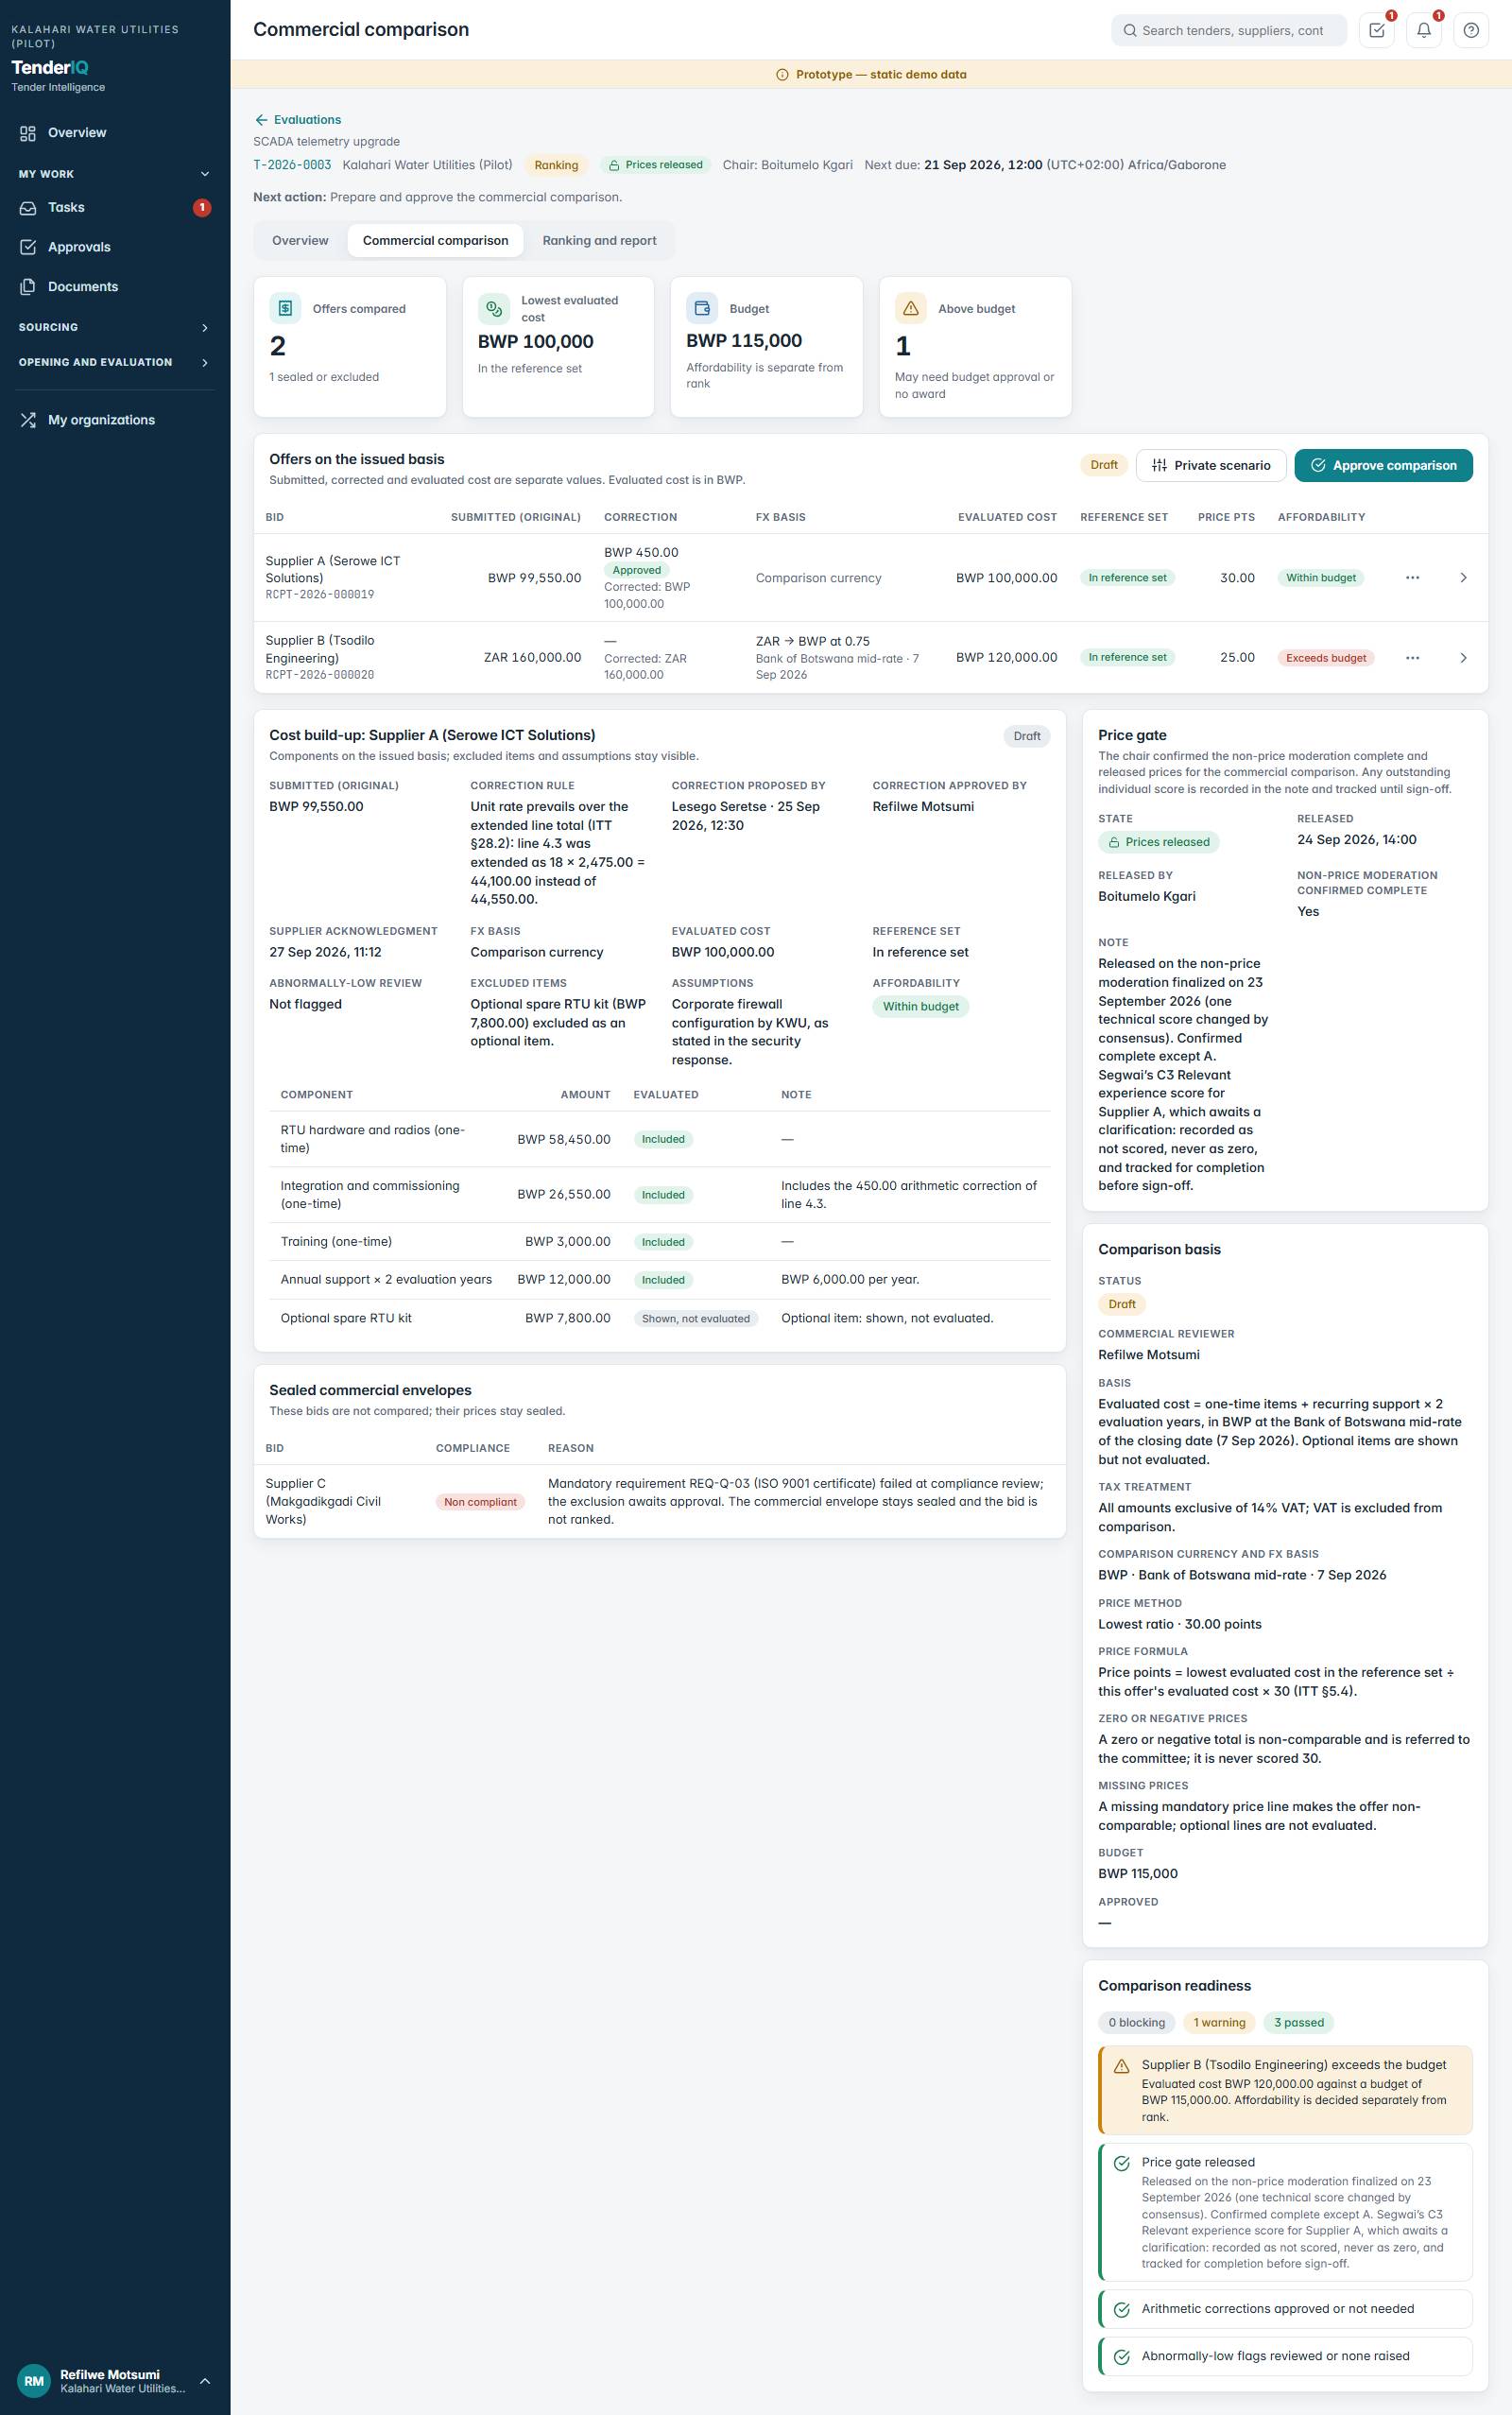 KALAHARI WATER UTILITIES
(PILOT)
TenderIQ
Tender Intelligence
Overview
MY WORK
Tasks
1
Approvals
Documents
SOURCING
OPENING AND EVALUATION
My organizations
RM
Refilwe Motsumi
Kalahari Water Utilities...
Commercial comparison
Search tenders, suppliers, cont
1
1
Prototype — static demo data
Evaluations
SCADA telemetry upgrade
T-2026-0003 Kalahari Water Utilities (Pilot) Ranking Prices released Chair: Boitumelo Kgari Next due: 21 Sep 2026, 12:00 (UTC+02:00) Africa/Gaborone
Next action: Prepare and approve the commercial comparison.
Overview Commercial comparison Ranking and report
Offers compared
2
1 sealed or excluded
Lowest evaluated
cost
BWP 100,000
In the reference set
Budget
BWP 115,000
Affordability is separate from
rank
Above budget
1
May need budget approval or
no award
Offers on the issued basis
Submitted, corrected and evaluated cost are separate values. Evaluated cost is in BWP.
Draft Private scenario Approve comparison
BID SUBMITTED (ORIGINAL) CORRECTION FX BASIS EVALUATED COST REFERENCE SET PRICE PTS AFFORDABILITY
Supplier A (Serowe ICT
Solutions)
RCPT-2026-000019
BWP 99,550.00
BWP 450.00
Approved
Corrected: BWP
100,000.00
Comparison currency
BWP 100,000.00
In reference set
30.00
Within budget
Supplier B (Tsodilo
Engineering)
RCPT-2026-000020
ZAR 160,000.00
—
Corrected: ZAR
160,000.00
ZAR → BWP at 0.75
Bank of Botswana mid-rate · 7
Sep 2026
BWP 120,000.00
In reference set
25.00
Exceeds budget
Cost build-up: Supplier A (Serowe ICT Solutions)
Components on the issued basis; excluded items and assumptions stay visible.
Draft
SUBMITTED (ORIGINAL)
BWP 99,550.00
CORRECTION RULE
Unit rate prevails over the
extended line total (ITT
§28.2): line 4.3 was
extended as 18 × 2,475.00 =
44,100.00 instead of
44,550.00.
CORRECTION PROPOSED BY
Lesego Seretse · 25 Sep
2026, 12:30
CORRECTION APPROVED BY
Refilwe Motsumi
SUPPLIER ACKNOWLEDGMENT
27 Sep 2026, 11:12
FX BASIS
Comparison currency
EVALUATED COST
BWP 100,000.00
REFERENCE SET
In reference set
ABNORMALLY-LOW REVIEW
Not flagged
EXCLUDED ITEMS
Optional spare RTU kit (BWP
7,800.00) excluded as an
optional item.
ASSUMPTIONS
Corporate firewall
configuration by KWU, as
stated in the security
response.
AFFORDABILITY
Within budget
COMPONENT AMOUNT EVALUATED NOTE
RTU hardware and radios (one-
time)
BWP 58,450.00
Included
—
Integration and commissioning
(one-time)
BWP 26,550.00
Included
Includes the 450.00 arithmetic correction of
line 4.3.
Training (one-time) BWP 3,000.00 Included —
Annual support × 2 evaluation years BWP 12,000.00 Included BWP 6,000.00 per year.
Optional spare RTU kit BWP 7,800.00 Shown, not evaluated Optional item: shown, not evaluated.
Sealed commercial envelopes
These bids are not compared; their prices stay sealed.
BID COMPLIANCE REASON
Supplier C
(Makgadikgadi Civil
Works)
Non compliant
Mandatory requirement REQ-Q-03 (ISO 9001 certificate) failed at compliance review;
the exclusion awaits approval. The commercial envelope stays sealed and the bid is
not ranked.
Price gate
The chair confirmed the non-price moderation complete and
released prices for the commercial comparison. Any outstanding
individual score is recorded in the note and tracked until sign-off.
STATE
Prices released
RELEASED
24 Sep 2026, 14:00
RELEASED BY
Boitumelo Kgari
NON-PRICE MODERATION
CONFIRMED COMPLETE
Yes
NOTE
Released on the non-price
moderation finalized on 23
September 2026 (one
technical score changed by
consensus). Confirmed
complete except A.
Segwai’s C3 Relevant
experience score for
Supplier A, which awaits a
clarification: recorded as
not scored, never as zero,
and tracked for completion
before sign-off.
Comparison basis
STATUS
Draft
COMMERCIAL REVIEWER
Refilwe Motsumi
BASIS
Evaluated cost = one-time items + recurring support × 2
evaluation years, in BWP at the Bank of Botswana mid-rate
of the closing date (7 Sep 2026). Optional items are shown
but not evaluated.
TAX TREATMENT
All amounts exclusive of 14% VAT; VAT is excluded from
comparison.
COMPARISON CURRENCY AND FX BASIS
BWP · Bank of Botswana mid-rate · 7 Sep 2026
PRICE METHOD
Lowest ratio · 30.00 points
PRICE FORMULA
Price points = lowest evaluated cost in the reference set ÷
this offer's evaluated cost × 30 (ITT §5.4).
ZERO OR NEGATIVE PRICES
A zero or negative total is non-comparable and is referred to
the committee; it is never scored 30.
MISSING PRICES
A missing mandatory price line makes the offer non-
comparable; optional lines are not evaluated.
BUDGET
BWP 115,000
APPROVED
—
Comparison readiness
0 blocking 1 warning 3 passed
Supplier B (Tsodilo Engineering) exceeds the budget
Evaluated cost BWP 120,000.00 against a budget of
BWP 115,000.00. Affordability is decided separately from
rank.
Price gate released
Released on the non-price moderation finalized on 23
September 2026 (one technical score changed by
consensus). Confirmed complete except A. Segwai’s C3
Relevant experience score for Supplier A, which awaits a
clarification: recorded as not scored, never as zero, and
tracked for completion before sign-off.
Arithmetic corrections approved or not needed
Abnormally-low flags reviewed or none raised